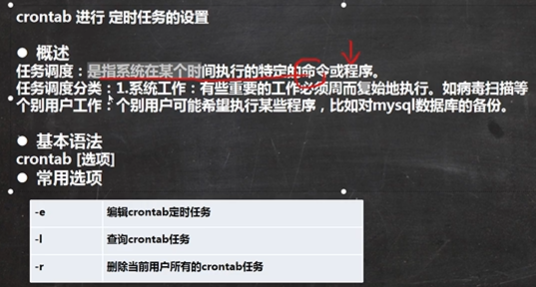 crontab 进行 定时任务的设置
概述
任务调度：是指系统在某个时间执行的特定的命令或程序。
任务调度分类：1.系统工作：有些重要的工作必须周而复始地执行。如病毒扫描等
个别用户工作：个别用户可能希望执行某些程序，比如对mysql数据库的备份。
基本语法
crontab [选项]
常用选项
-e 编辑crontab定时任务
-l 查询crontab任务
-r 删除当前用户所有的crontab任务